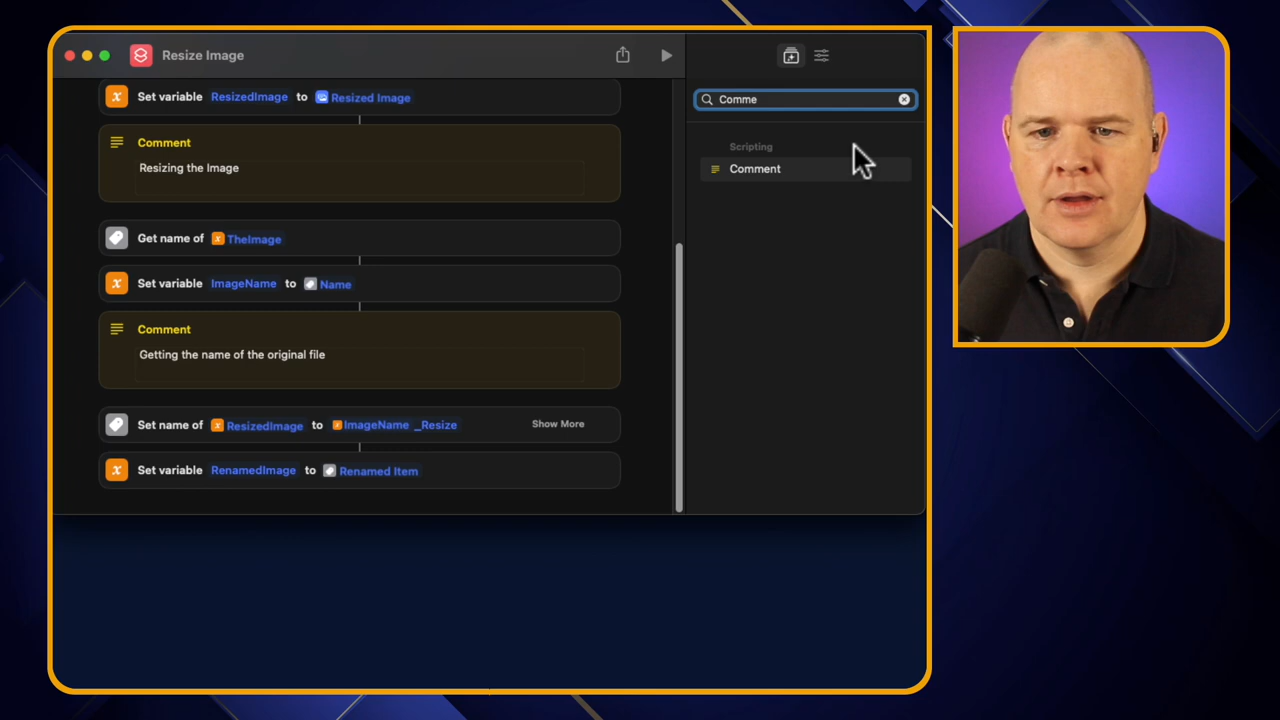 Resize Image
Set variable ResizedImage to Resized Image
Comment
Resizing the Image
Get name of TheImage
Set variable ImageName to Name
Comment
Getting the name of the original file
Set name of ResizedImage to ImageName _Resize Show More
Set variable RenamedImage to Renamed Item
Comme
Scripting
Comment